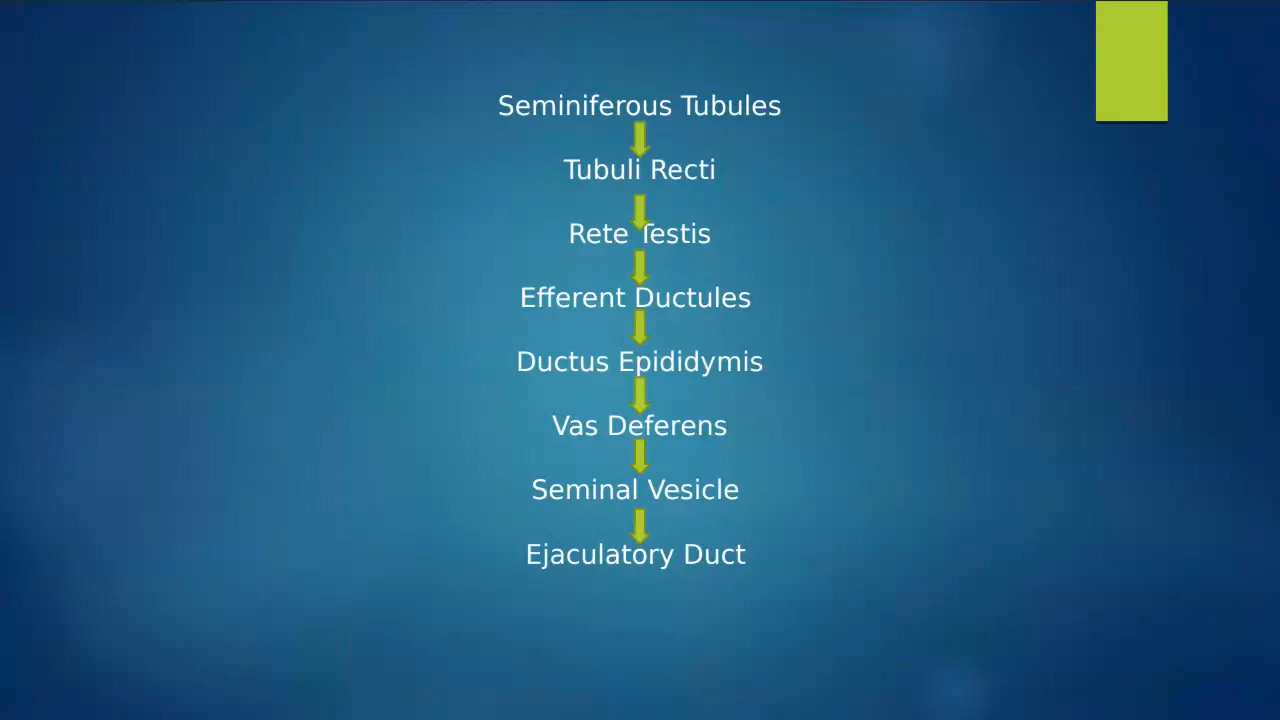 Seminiferous Tubules
Tubuli Recti
Rete Testis
Efferent Ductules
Ductus Epididymis
Vas Deferens
Seminal Vesicle
Ejaculatory Duct